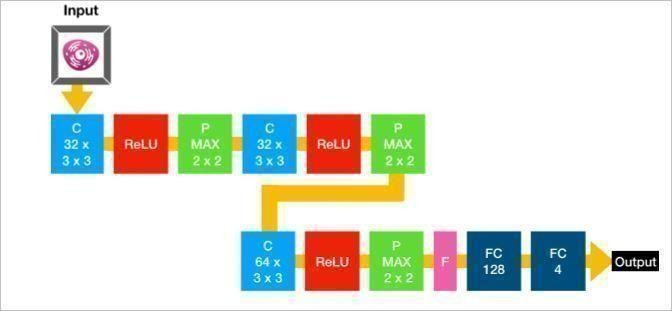 Input
C
32 x
3 x 3
ReLU
P
MAX
2 x 2
C
32 x
3 x 3
ReLU
P
MAX
2 x 2
C
64 x
3 x 3
ReLU
P
MAX
2 x 2
F
FC
128
FC
4
Output